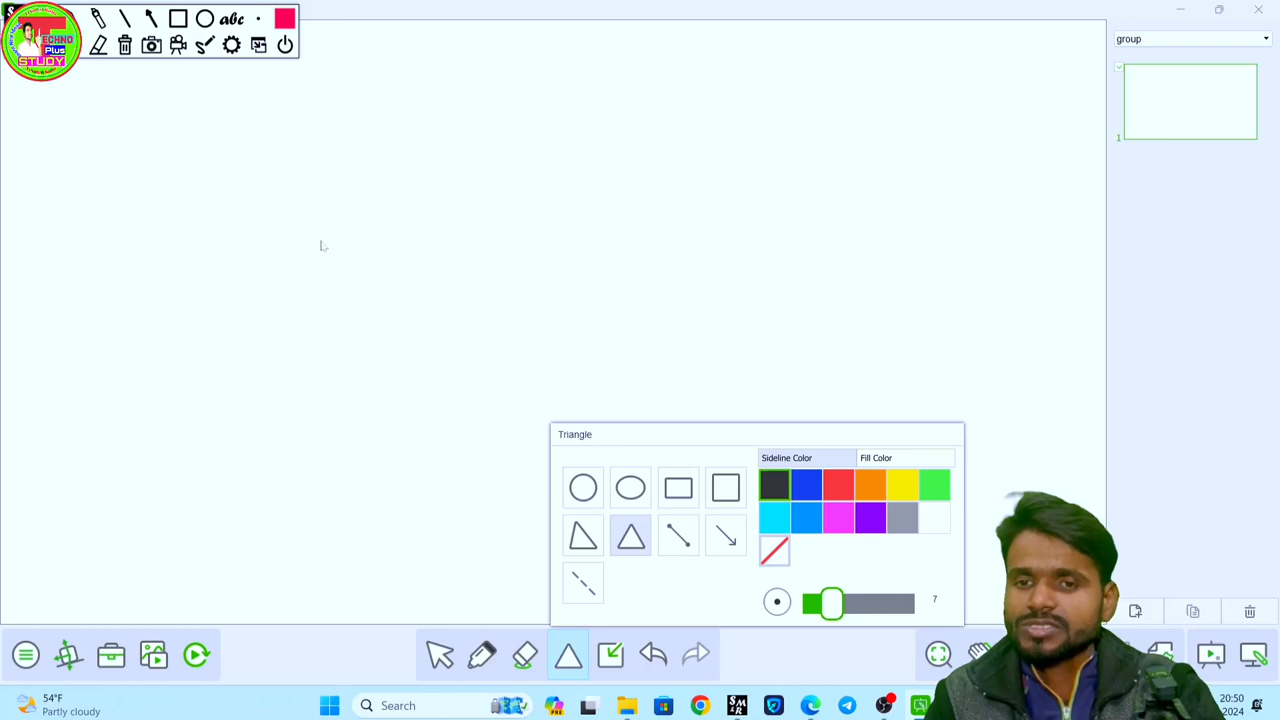 TECHNO
Plus
STUDY
abc
group
1
Triangle
Sideline Color
Fill Color
7
54°F
Partly cloudy
Search
PRE
20:50
2024